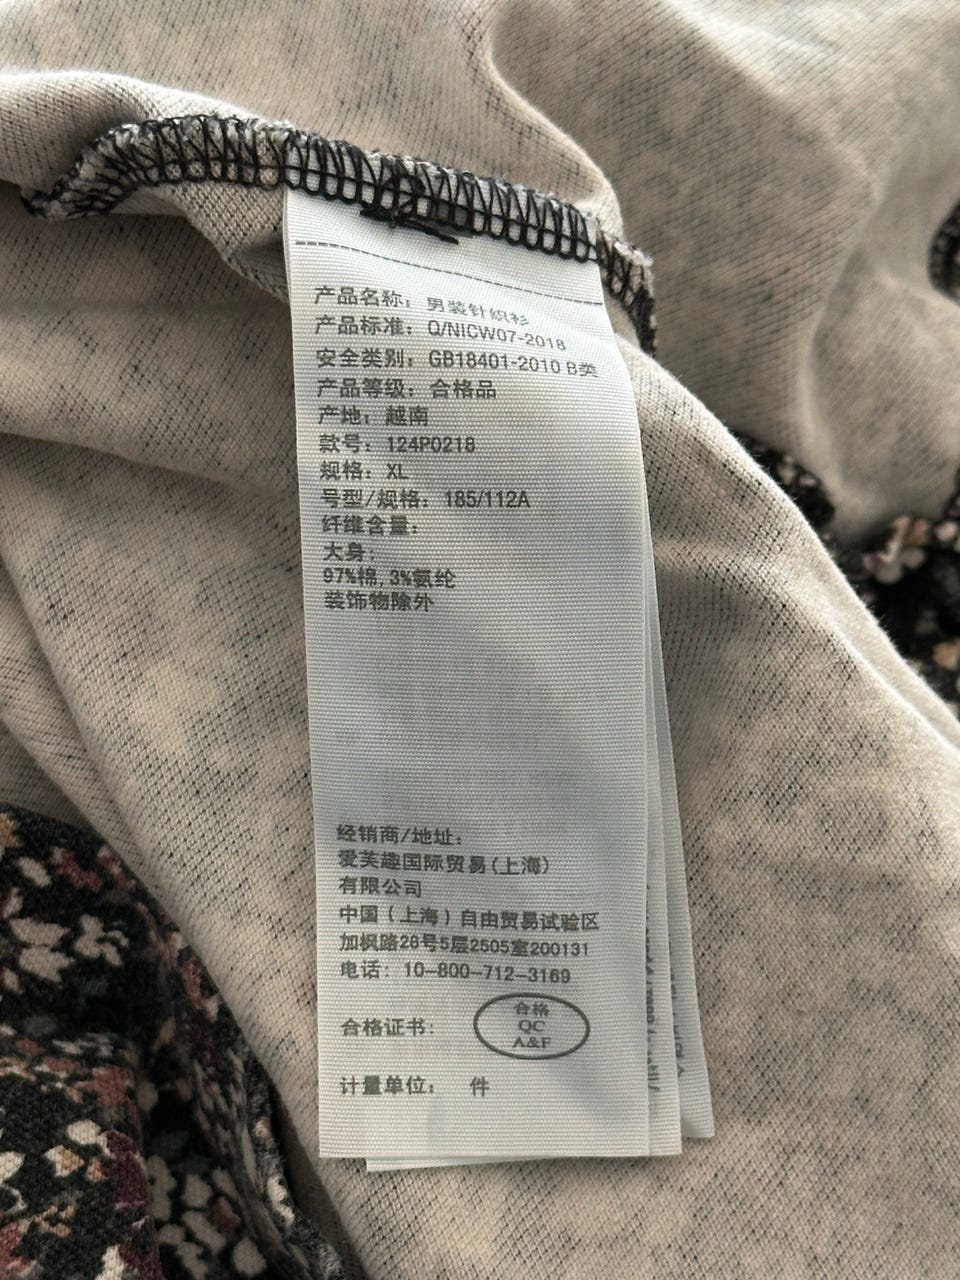 产品名称：男装针织衫
产品标准：Q/NICW07-2018
安全类别：GB18401-2010 B类
产品等级：合格品
产地：越南
款号：124P0218
规格：XL
号型/规格：185/112A
纤维含量：
大身：
97%棉,3%氨纶
装饰物除外
经销商/地址：
爱芙趣国际贸易(上海)
有限公司
中国(上海)自由贸易试验区
加枫路28号5层2505室200131
电话：10-800-712-3169
合格证书：
合格
QC
A&F
计量单位： 件